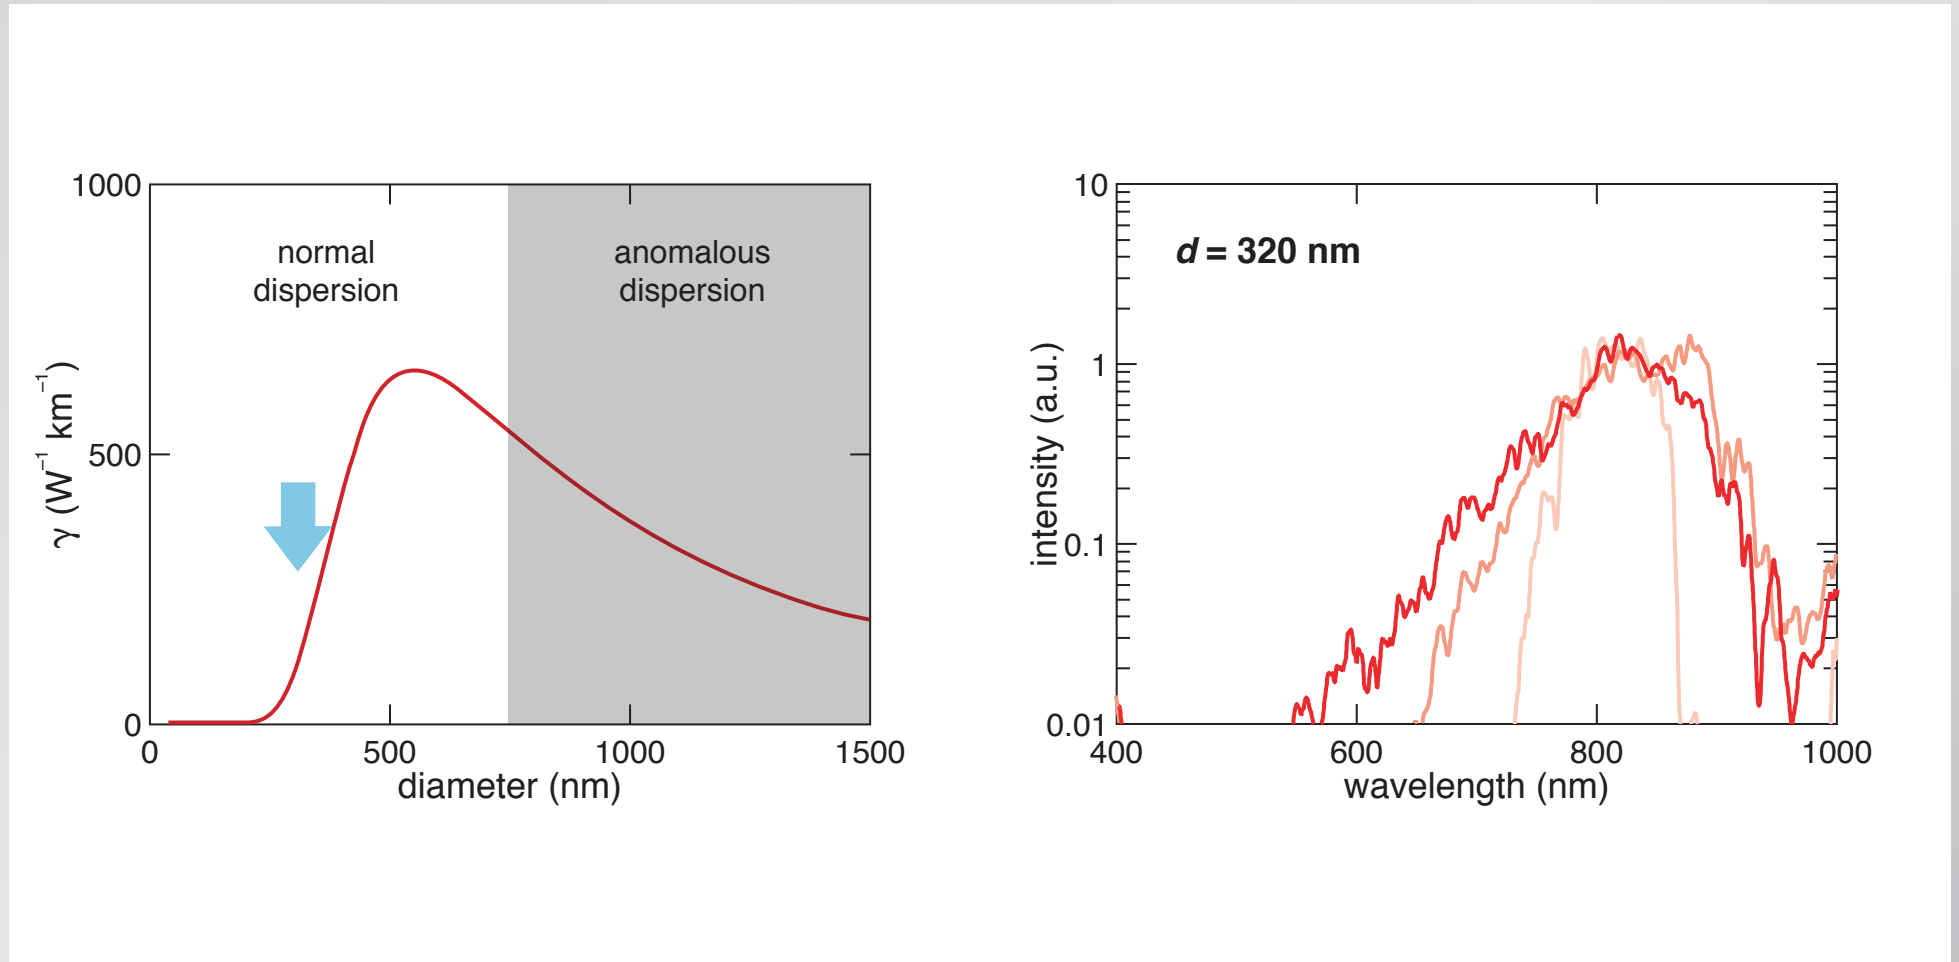 1000
500
0
0
500
1000
1500
normal
dispersion
anomalous
dispersion
γ (W⁻¹ km⁻¹)
diameter (nm)
d = 320 nm
10
1
0.1
0.01
400
600
800
1000
intensity (a.u.)
wavelength (nm)